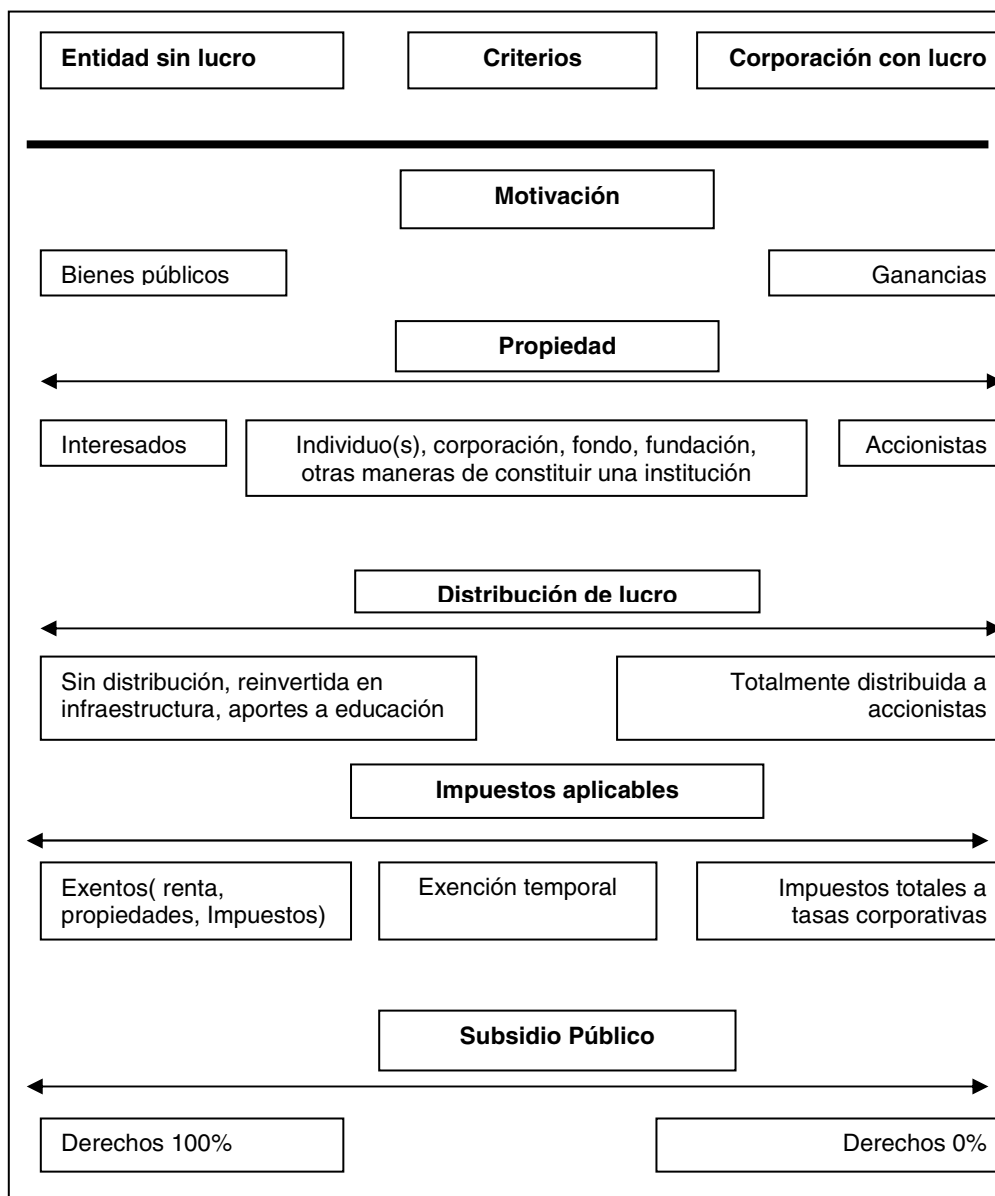 Entidad sin lucro
Criterios
Corporación con lucro
Motivación
Bienes públicos
Ganancias
Propiedad
Interesados
Individuo(s), corporación, fondo, fundación,
otras maneras de constituir una institución
Accionistas
Distribución de lucro
Sin distribución, reinvertida en
infraestructura, aportes a educación
Totalmente distribuida a
accionistas
Impuestos aplicables
Exentos( renta,
propiedades, Impuestos)
Exención temporal
Impuestos totales a
tasas corporativas
Subsidio Público
Derechos 100%
Derechos 0%